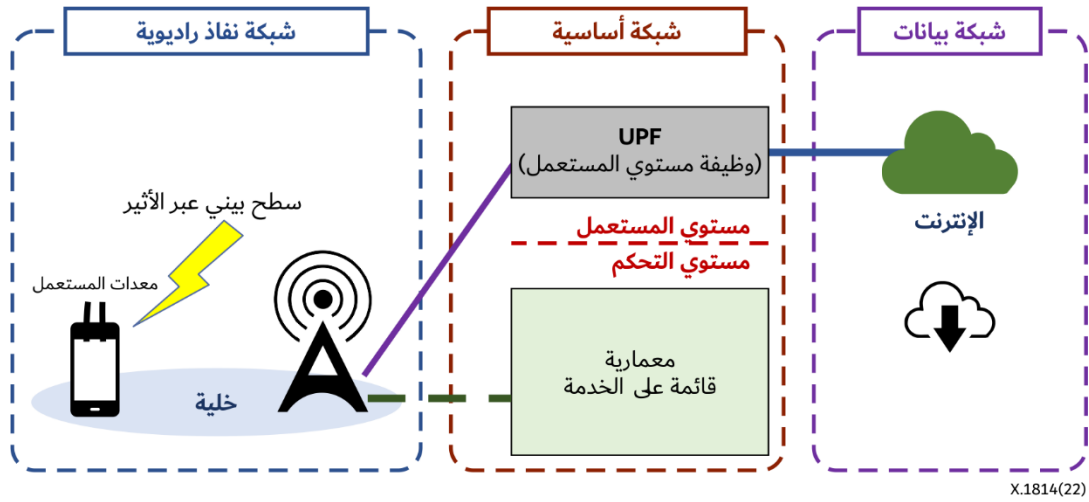 شبكة نفاذ راديوية
شبكة أساسية
شبكة بيانات
UPF
(وظيفة مستوي المستعمل)
سطح بيني عبر الأثير
الإنترنت
مستوي المستعمل
مستوي التحكم
معدات المستعمل
معمارية
قائمة على الخدمة
خلية
X.1814(22)